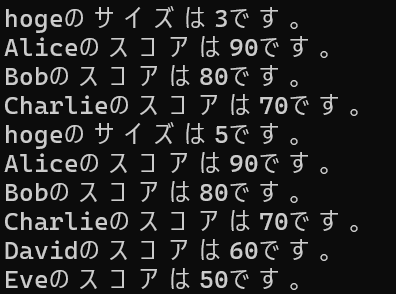 hogeのサイズは3です。
Aliceのスコアは90です。
Bobのスコアは80です。
Charlieのスコアは70です。
hogeのサイズは5です。
Aliceのスコアは90です。
Bobのスコアは80です。
Charlieのスコアは70です。
Davidのスコアは60です。
Eveのスコアは50です。